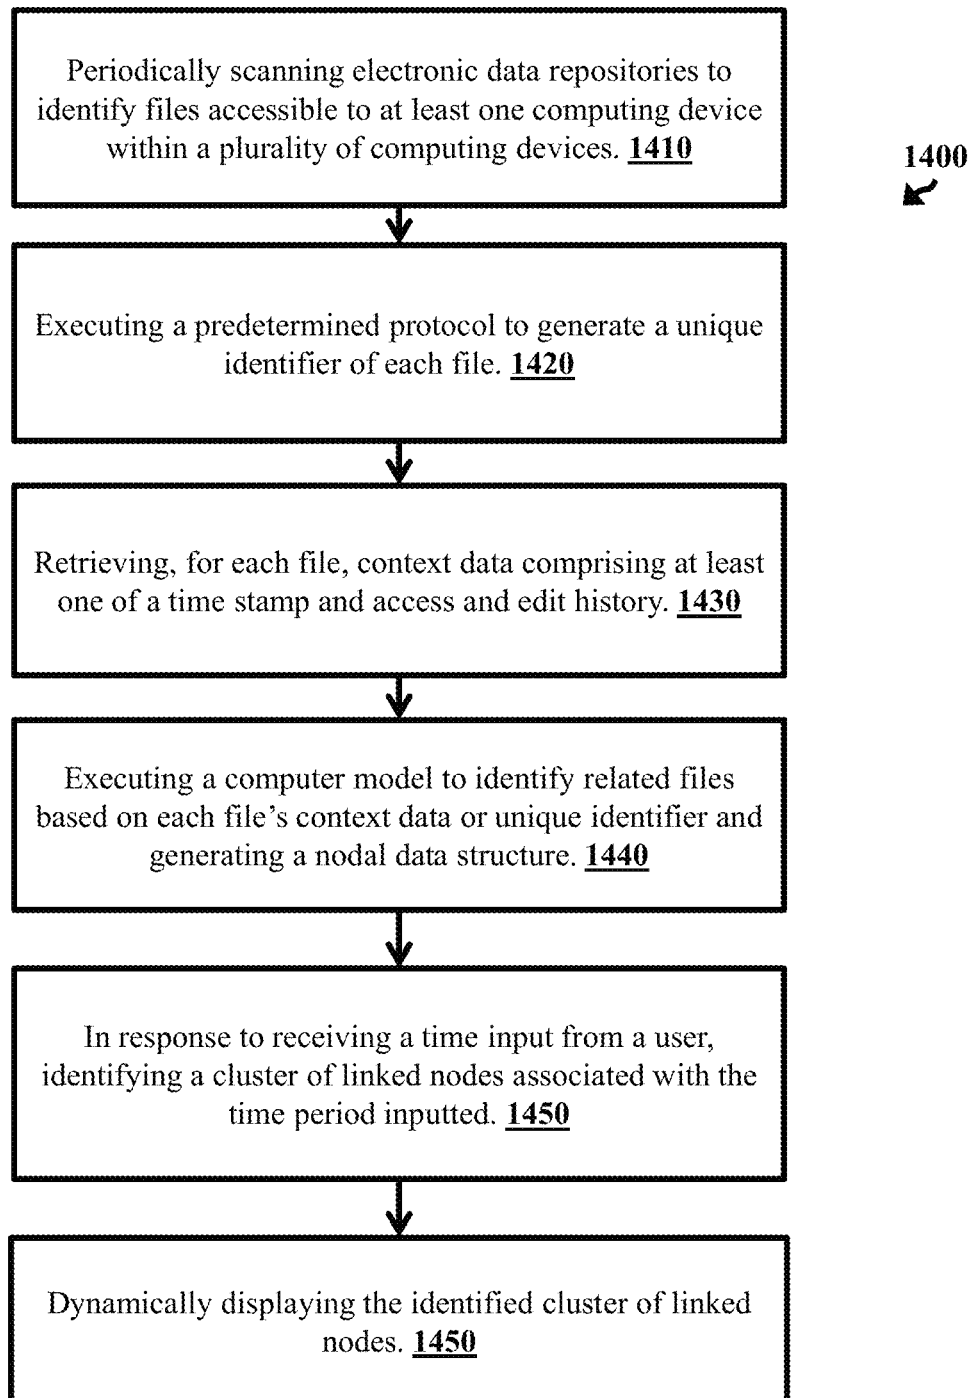 Periodically scanning electronic data repositories to
identify files accessible to at least one computing device
within a plurality of computing devices. 1410
1400
Executing a predetermined protocol to generate a unique
identifier of each file. 1420
Retrieving, for each file, context data comprising at least
one of a time stamp and access and edit history. 1430
Executing a computer model to identify related files
based on each file's context data or unique identifier and
generating a nodal data structure. 1440
In response to receiving a time input from a user,
identifying a cluster of linked nodes associated with the
time period inputted. 1450
Dynamically displaying the identified cluster of linked
nodes. 1450